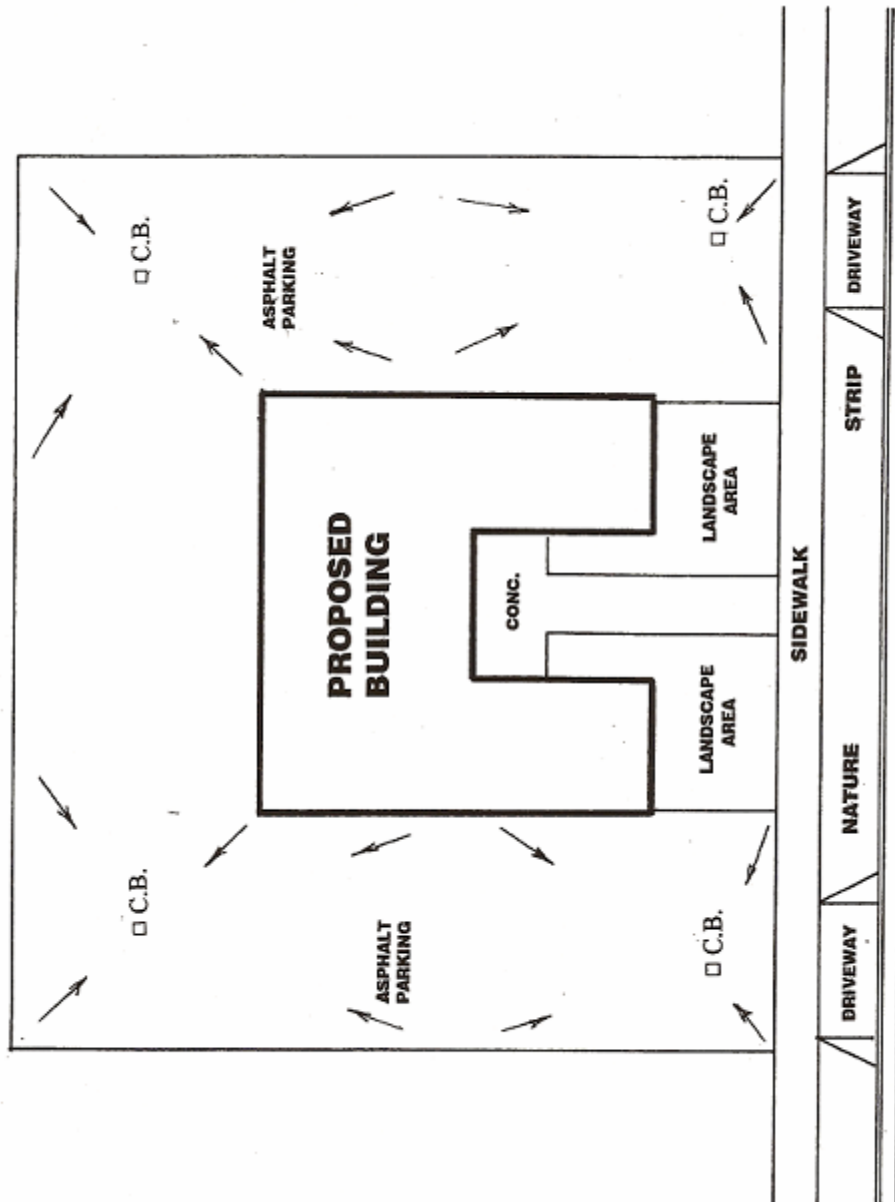 C.B.
C.B.
ASPHALT
PARKING
ASPHALT
PARKING
PROPOSED
BUILDING
CONC.
C.B.
C.B.
LANDSCAPE
AREA
LANDSCAPE
AREA
SIDEWALK
DRIVEWAY
NATURE
STRIP
DRIVEWAY